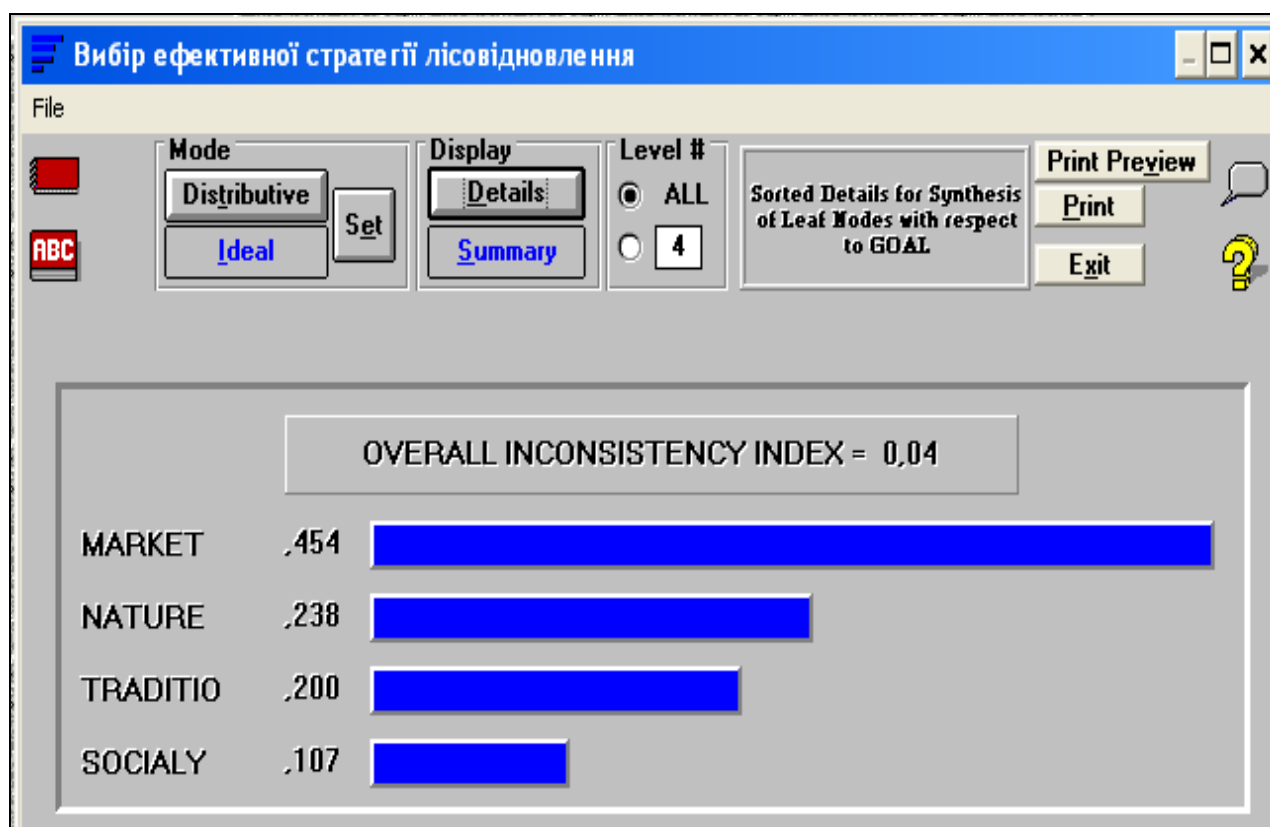 Вибір ефективної стратегії лісовідновлення
File
Mode
Distributive
Ideal
Set
Display
Details
Summary
Level #
ALL
4
Sorted Details for Synthesis
of Leaf Nodes with respect
to GOAL
Print Preview
Print
Exit
ABC
OVERALL INCONSISTENCY INDEX = 0,04
MARKET ,454
NATURE ,238
TRADITIO ,200
SOCIALY ,107